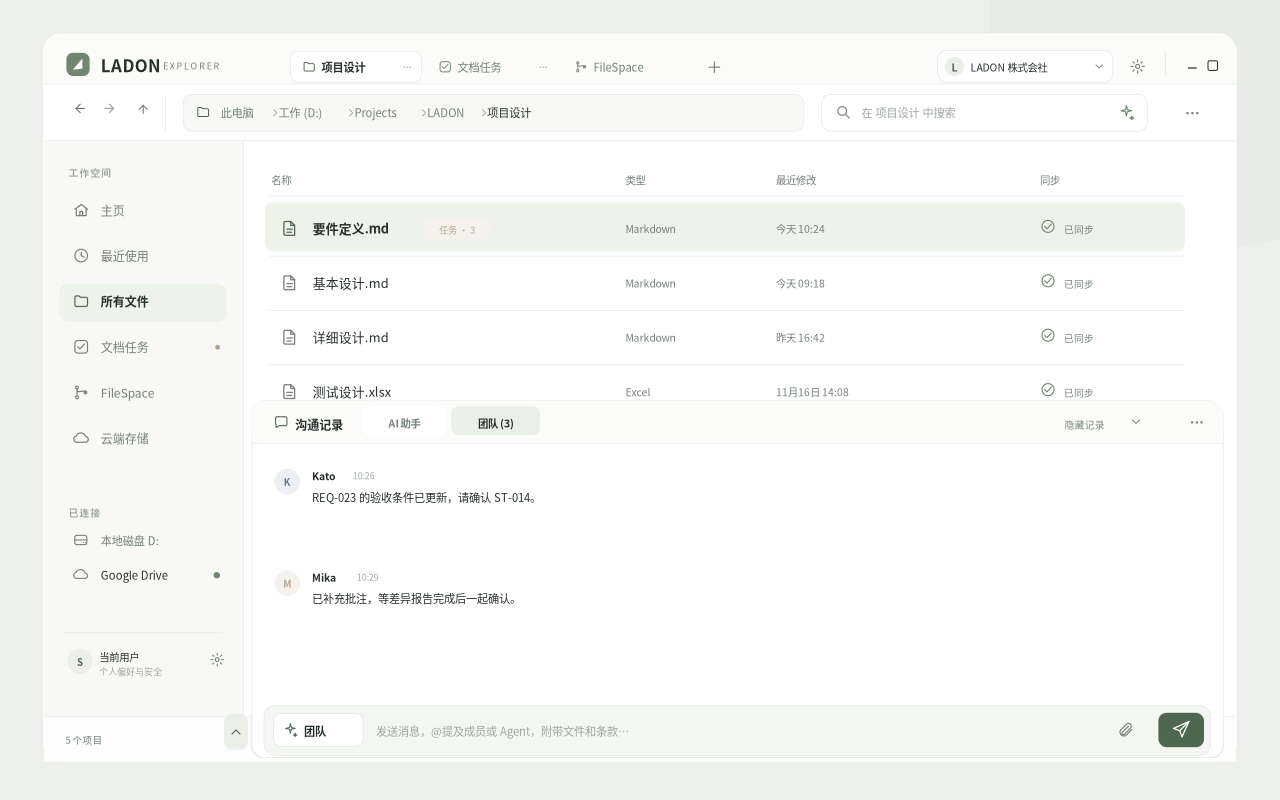 LADON EXPLORER
项目设计 ···
文档任务 ···
FileSpace
L LADON 株式会社
此电脑 >工作 (D:) >Projects >LADON >项目设计
在 项目设计 中搜索
工作空间
主页
最近使用
所有文件
文档任务
FileSpace
云端存储
已连接
本地磁盘 D:
Google Drive
S 当前用户
个人偏好与安全
5 个项目
名称 类型 最近修改 同步
要件定义.md 任务 · 3 Markdown 今天 10:24 已同步
基本设计.md Markdown 今天 09:18 已同步
详细设计.md Markdown 昨天 16:42 已同步
测试设计.xlsx Excel 11月16日 14:08 已同步
沟通记录 AI 助手 团队 (3) 隐藏记录
K Kato 10:26
REQ-023 的验收条件已更新，请确认 ST-014。
M Mika 10:29
已补充批注，等差异报告完成后一起确认。
团队 发送消息，@提及成员或 Agent，附带文件和条款···